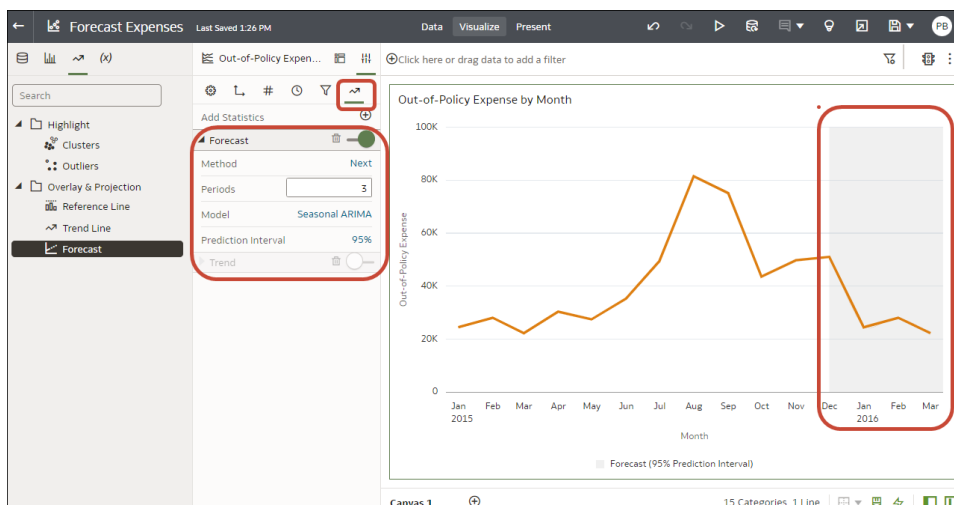 Forecast Expenses Last Saved 1:26 PM Data Visualize Present PB
(x) Out-of-Policy Expen... Click here or drag data to add a filter
Search
Highlight
Clusters
Outliers
Overlay & Projection
Reference Line
Trend Line
Forecast
Add Statistics
Forecast
Method Next
Periods 3
Model Seasonal ARIMA
Prediction Interval 95%
Trend
Out-of-Policy Expense by Month
100K
80K
60K
40K
20K
0
Out-of-Policy Expense
Jan Feb Mar Apr May Jun Jul Aug Sep Oct Nov Dec Jan Feb Mar
2015 2016
Month
Forecast (95% Prediction Interval)
Canvas 1 15 Categories, 1 Line